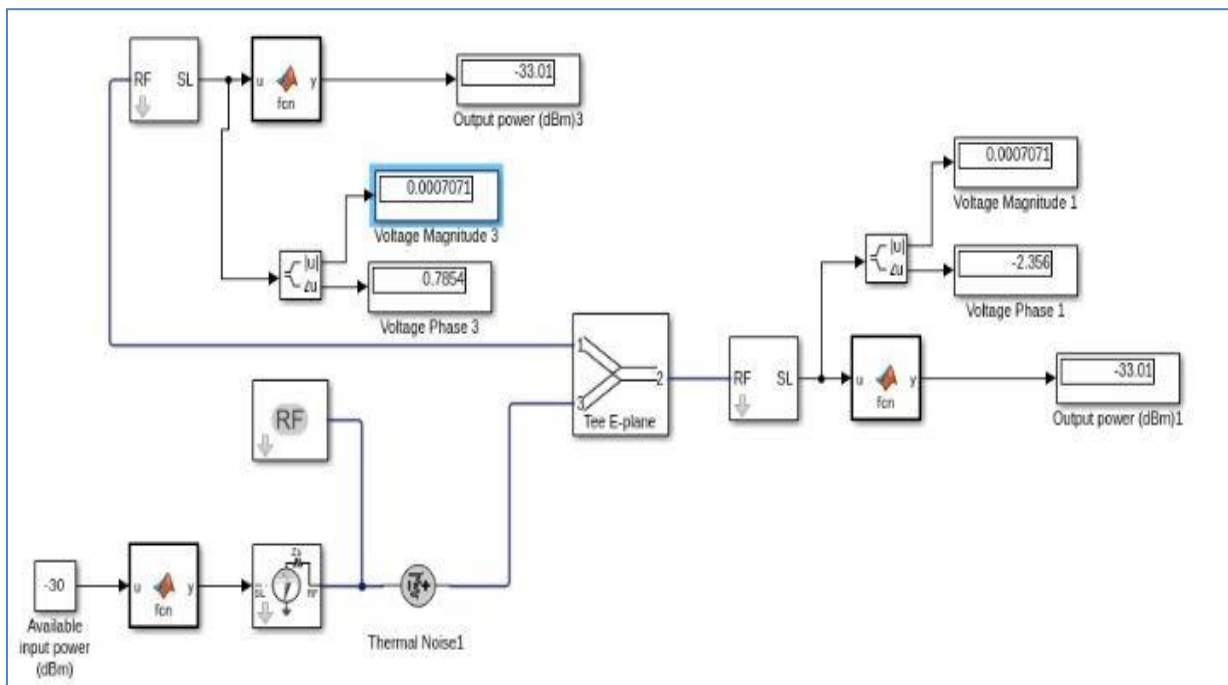 RF SL
u y
fcn
-33.01
Output power (dBm)3
0.0007071
Voltage Magnitude 3
|u|
∠u
0.7854
Voltage Phase 3
0.0007071
Voltage Magnitude 1
|u|
∠u
-2.356
Voltage Phase 1
1
2
3
Tee E-plane
RF SL
u y
fcn
-33.01
Output power (dBm)1
RF
-30
Available
input power
(dBm)
u y
fcn
SL
RF
Thermal Noise1